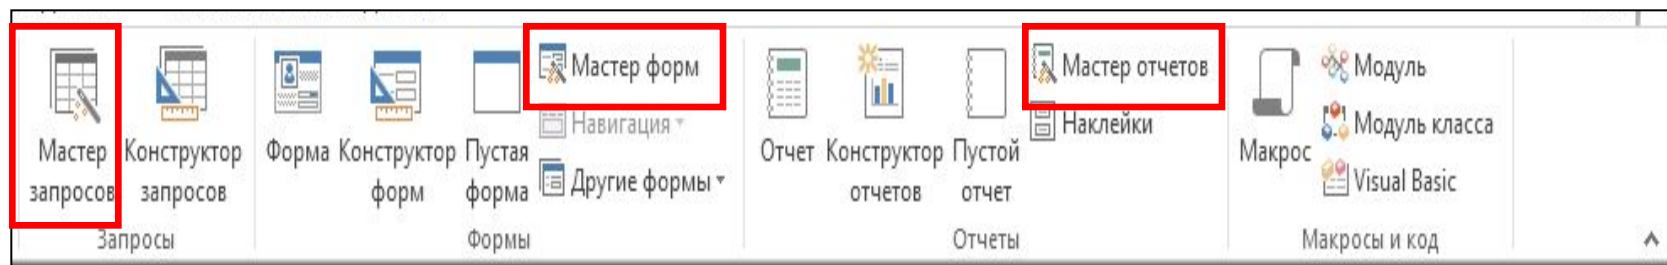 Мастер
запросов
Конструктор
запросов
Запросы
Форма
Конструктор
форм
Пустая
форма
Мастер форм
Навигация
Другие формы
Формы
Отчет
Конструктор
отчетов
Пустой
отчет
Мастер отчетов
Наклейки
Отчеты
Макрос
Модуль
Модуль класса
Visual Basic
Макросы и код